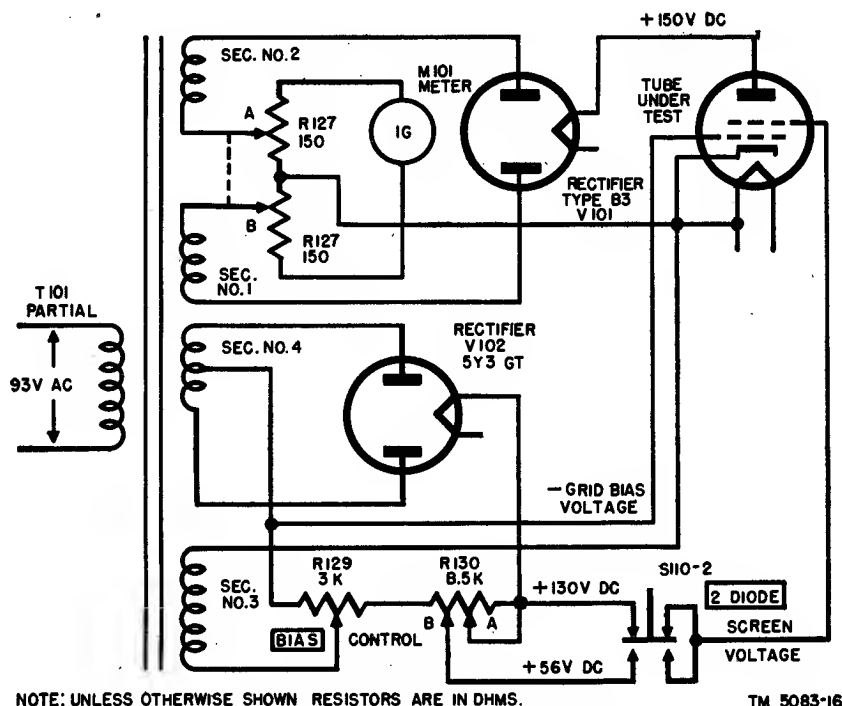 SEC. NO.2
A
R127
150
IG
M101
METER
+150V DC
TUBE
UNDER
TEST
B
R127
150
RECTIFIER
TYPE 83
V101
SEC.
NO.1
T101
PARTIAL
93V AC
SEC. NO.4
RECTIFIER
V102
5Y3 GT
—GRID BIAS
VOLTAGE
SEC.
NO.3
R129
3 K
BIAS CONTROL
R130
8.5K
B A
+130V DC
+56V DC
S110-2
2 DIODE
SCREEN
VOLTAGE
NOTE: UNLESS OTHERWISE SHOWN RESISTORS ARE IN OHMS.
TM 5083-16